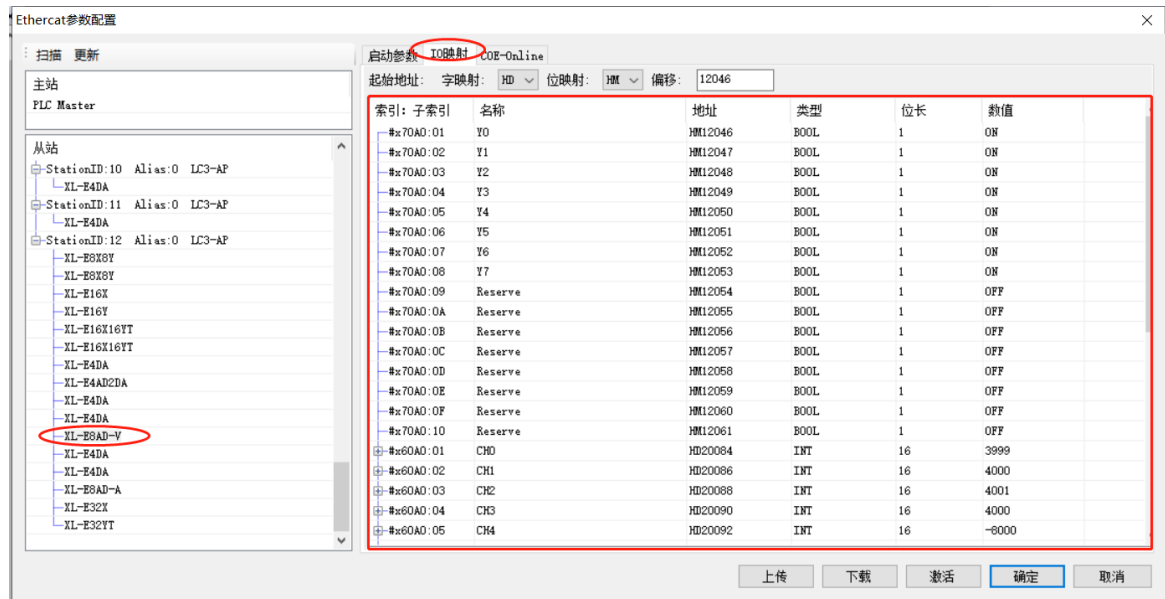 Ethercat参数配置
扫描 更新
主站
PLC Master
从站
StationID:10 Alias:0 LC3-AP
XL-E4DA
StationID:11 Alias:0 LC3-AP
XL-E4DA
StationID:12 Alias:0 LC3-AP
XL-E8X8Y
XL-E8X8Y
XL-E16X
XL-E16Y
XL-E16X16YT
XL-E16X16YT
XL-E4DA
XL-E4AD2DA
XL-E4DA
XL-E4DA
XL-E8AD-V
XL-E4DA
XL-E4DA
XL-E8AD-A
XL-E32X
XL-E32YT
启动参数 IO映射 COE-Online
起始地址: 字映射: HD 位映射: HM 偏移: 12046
索引: 子索引 名称 地址 类型 位长 数值
#x70A0:01 Y0 HM12046 BOOL 1 ON
#x70A0:02 Y1 HM12047 BOOL 1 ON
#x70A0:03 Y2 HM12048 BOOL 1 ON
#x70A0:04 Y3 HM12049 BOOL 1 ON
#x70A0:05 Y4 HM12050 BOOL 1 ON
#x70A0:06 Y5 HM12051 BOOL 1 ON
#x70A0:07 Y6 HM12052 BOOL 1 ON
#x70A0:08 Y7 HM12053 BOOL 1 ON
#x70A0:09 Reserve HM12054 BOOL 1 OFF
#x70A0:0A Reserve HM12055 BOOL 1 OFF
#x70A0:0B Reserve HM12056 BOOL 1 OFF
#x70A0:0C Reserve HM12057 BOOL 1 OFF
#x70A0:0D Reserve HM12058 BOOL 1 OFF
#x70A0:0E Reserve HM12059 BOOL 1 OFF
#x70A0:0F Reserve HM12060 BOOL 1 OFF
#x70A0:10 Reserve HM12061 BOOL 1 OFF
#x60A0:01 CH0 HD20084 INT 16 3999
#x60A0:02 CH1 HD20086 INT 16 4000
#x60A0:03 CH2 HD20088 INT 16 4001
#x60A0:04 CH3 HD20090 INT 16 4000
#x60A0:05 CH4 HD20092 INT 16 -8000
上传 下载 激活 确定 取消